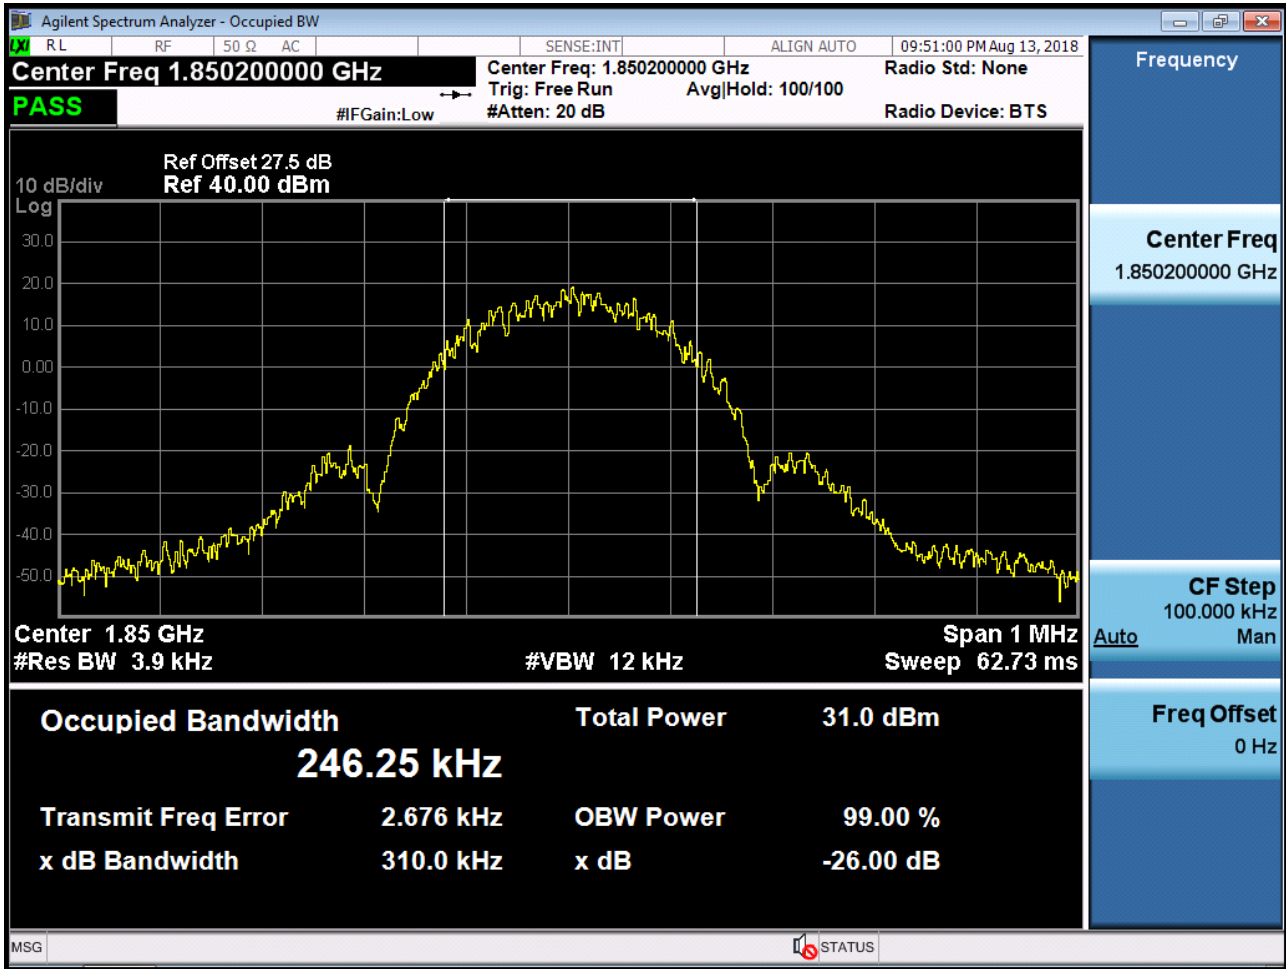 Agilent Spectrum Analyzer - Occupied BW
LXI RL RF 50 Ω AC SENSE:INT ALIGN AUTO 09:51:00 PM Aug 13, 2018
Center Freq 1.850200000 GHz
PASS
#IFGain:Low
Center Freq: 1.850200000 GHz
Trig: Free Run Avg|Hold: 100/100
#Atten: 20 dB
Radio Std: None
Radio Device: BTS
Ref Offset 27.5 dB
10 dB/div Ref 40.00 dBm
Log
30.0
20.0
10.0
0.00
-10.0
-20.0
-30.0
-40.0
-50.0
Center 1.85 GHz Span 1 MHz
#Res BW 3.9 kHz #VBW 12 kHz Sweep 62.73 ms
Occupied Bandwidth Total Power 31.0 dBm
246.25 kHz
Transmit Freq Error 2.676 kHz OBW Power 99.00 %
x dB Bandwidth 310.0 kHz x dB -26.00 dB
MSG STATUS
Frequency
Center Freq
1.850200000 GHz
CF Step
100.000 kHz
Auto Man
Freq Offset
0 Hz